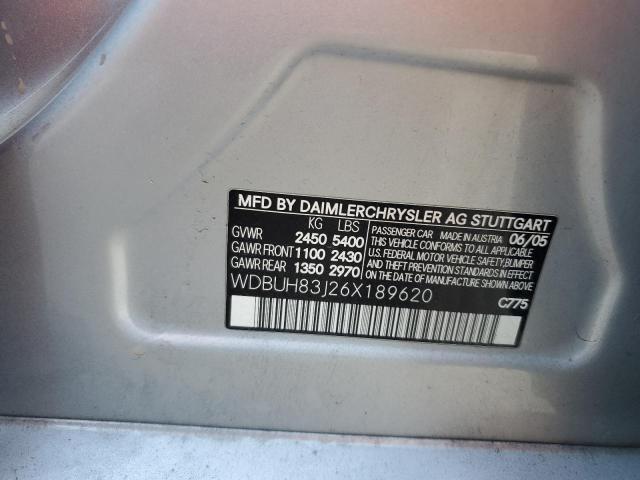 MFD BY DAIMLERCHRYSLER AG STUTTGART
KG LBS
GVWR 2450 5400
GAWR FRONT 1100 2430
GAWR REAR 1350 2970
PASSENGER CAR MADE IN AUSTRIA 06/05
THIS VEHICLE CONFORMS TO ALL APPLICABLE
U.S. FEDERAL MOTOR VEHICLE SAFETY, BUMPER
AND THEFT PREVENTION STANDARDS IN EFFECT
ON THE DATE OF MANUFACTURE SHOWN ABOVE
WDBUH83J26X189620
C775